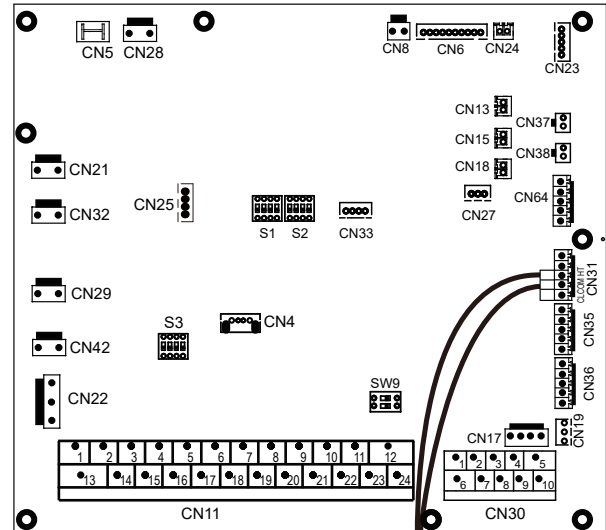 CN5
CN28
CN8
CN6
CN24
CN23
CN13
CN37
CN15
CN38
CN18
CN21
CN32
CN25
S1
S2
CN33
CN27
CN64
CN31
CL COM HT
CN29
CN42
S3
CN4
CN35
CN36
CN22
SW9
CN17
CN19
1 2 3 4 5 6 7 8 9 10 11 12
13 14 15 16 17 18 19 20 21 22 23 24
CN11
1 2 3 4 5
6 7 8 9 10
CN30